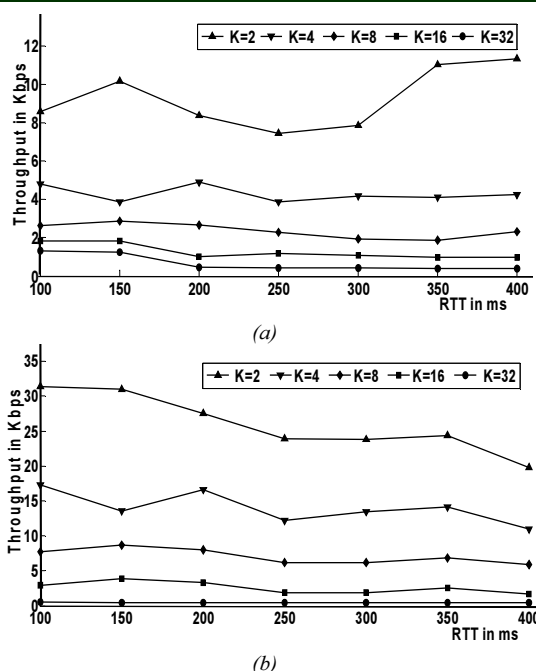 K=2 K=4 K=8 K=16 K=32
Throughput in Kbps
12
10
8
6
4
2
0
100 150 200 250 300 350 400
RTT in ms
(a)
K=2 K=4 K=8 K=16 K=32
Throughput in Kbps
35
30
25
20
15
10
5
0
100 150 200 250 300 350 400
RTT in ms
(b)